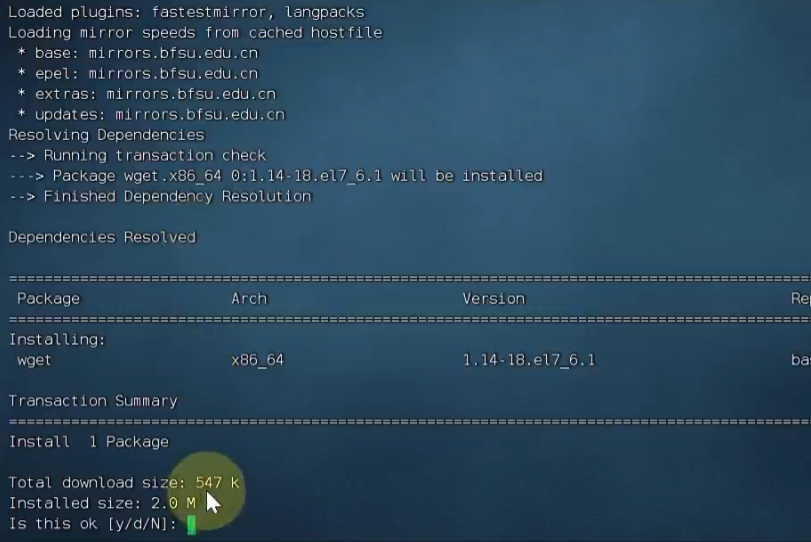 Loaded plugins: fastestmirror, langpacks
Loading mirror speeds from cached hostfile
 * base: mirrors.bfsu.edu.cn
 * epel: mirrors.bfsu.edu.cn
 * extras: mirrors.bfsu.edu.cn
 * updates: mirrors.bfsu.edu.cn
Resolving Dependencies
--> Running transaction check
---> Package wget.x86_64 0:1.14-18.el7_6.1 will be installed
--> Finished Dependency Resolution
Dependencies Resolved
================================================================================
 Package Arch Version Re
================================================================================
Installing:
 wget x86_64 1.14-18.el7_6.1 bas
Transaction Summary
================================================================================
Install  1 Package
Total download size: 547 k
Installed size: 2.0 M
Is this ok [y/d/N]: